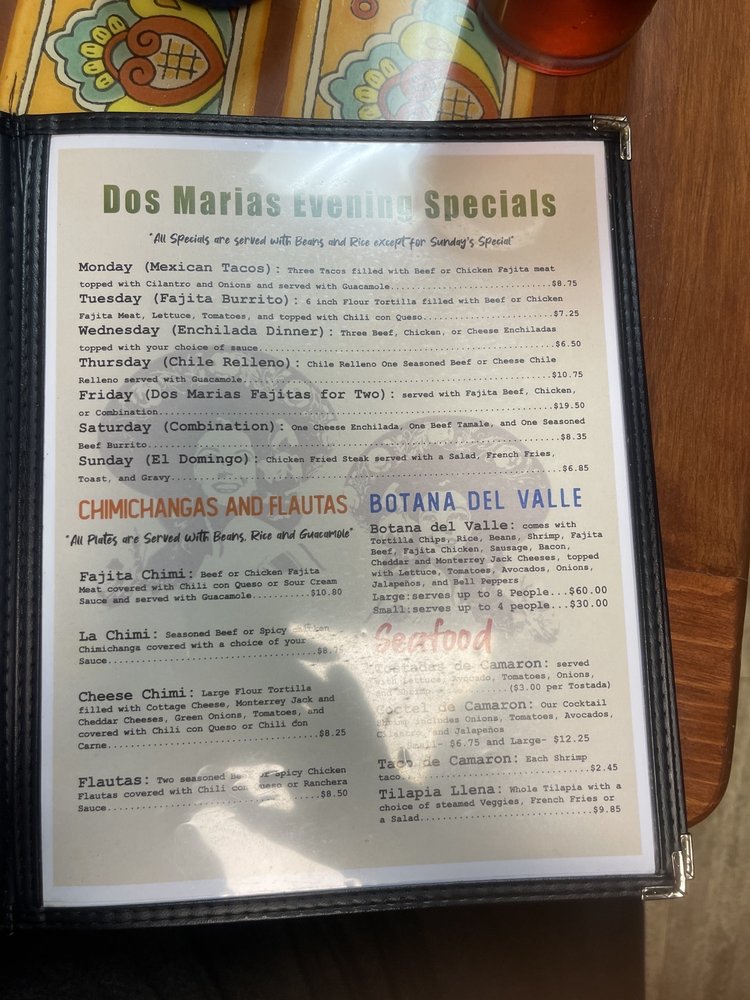 Dos Marias Evening Specials
"All Specials are served with Beans and Rice except for Sunday's Special"
Monday (Mexican Tacos): Three Tacos filled with Beef or Chicken Fajita meat
topped with Cilantro and Onions and served with Guacamole...............................$8.75
Tuesday (Fajita Burrito): 6 inch Flour Tortilla filled with Beef or Chicken
Fajita Meat, Lettuce, Tomatoes, and topped with Chili con Queso.........................$7.25
Wednesday (Enchilada Dinner): Three Beef, Chicken, or Cheese Enchiladas
topped with your choice of sauce........................................................$6.50
Thursday (Chile Relleno): Chile Relleno One Seasoned Beef or Cheese Chile
Relleno served with Guacamole...........................................................$10.75
Friday (Dos Marias Fajitas for Two): served with Fajita Beef, Chicken,
or Combination..........................................................................$19.50
Saturday (Combination): One Cheese Enchilada, One Beef Tamale, and One Seasoned
Beef Burrito............................................................................$8.35
Sunday (El Domingo): Chicken Fried Steak served with a Salad, French Fries,
Toast, and Gravy........................................................................$6.85
CHIMICHANGAS AND FLAUTAS
"All Plates are Served with Beans, Rice and Guacamole"
Fajita Chimi: Beef or Chicken Fajita
Meat covered with Chili con Queso or Sour Cream
Sauce and served with Guacamole..........$10.80
La Chimi: Seasoned Beef or Spicy Chicken
Chimichanga covered with a choice of your
Sauce...................................
Cheese Chimi: Large Flour Tortilla
filled with Cottage Cheese, Monterrey Jack and
Cheddar Cheeses, Green Onions, Tomatoes, and
covered with Chili con Queso or Chili con
Carne...................................$8.25
Flautas: Two seasoned Beef or Spicy Chicken
Flautas covered with Chili con Queso or Ranchera
Sauce...................................$8.50
BOTANA DEL VALLE
Botana del Valle: comes with
Tortilla Chips, Rice, Beans, Shrimp, Fajita
Beef, Fajita Chicken, Sausage, Bacon,
Cheddar and Monterrey Jack Cheeses, topped
with Lettuce, Tomatoes, Avocados, Onions,
Jalapeños, and Bell Peppers
Large:serves up to 8 People...$60.00
Small:serves up to 4 people...$30.00
Seafood
Tostadas de Camaron: served
with Lettuce, Avocado, Tomatoes, Onions,
and Shrimp ............($3.00 per Tostada)
Coctel de Camaron: Our Cocktail
Shrimp includes Onions, Tomatoes, Avocados,
Cilantro, and Jalapeños
Small- $6.75 and Large- $12.25
Taco de Camaron: Each Shrimp
taco....................................$2.45
Tilapia Llena: Whole Tilapia with a
choice of steamed Veggies, French Fries or
a Salad.................................$9.85